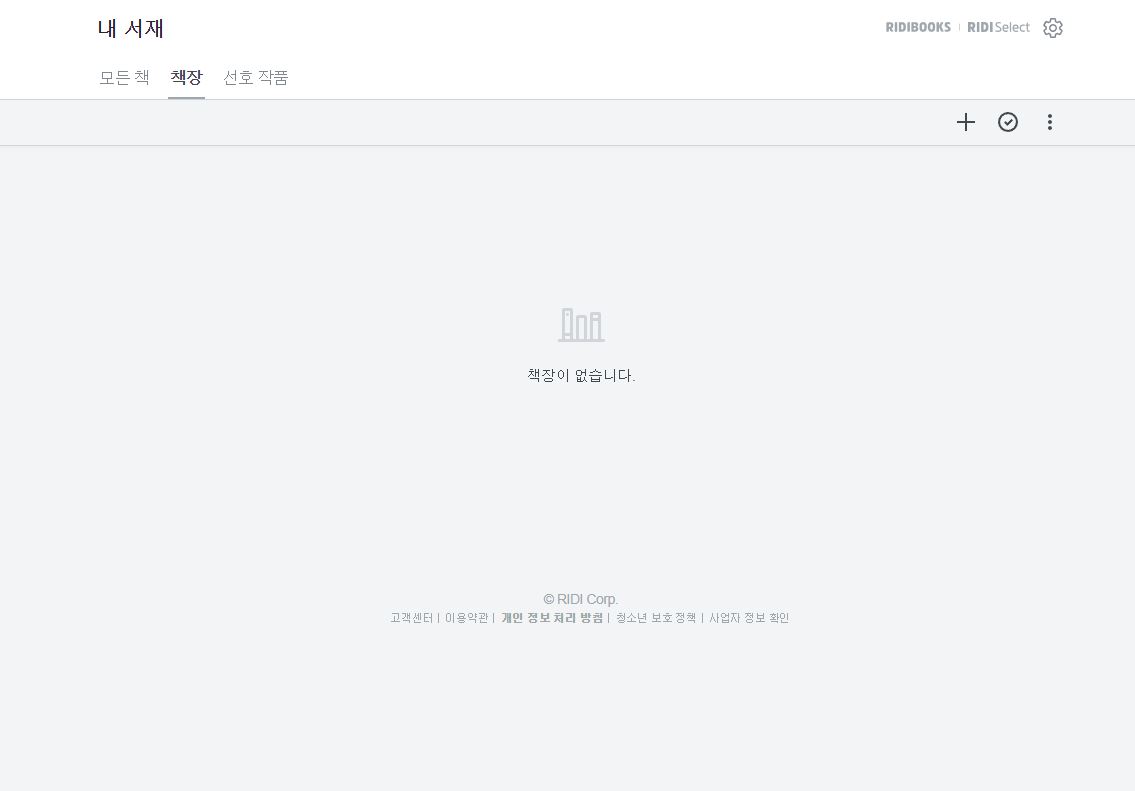 내 서재
RIDIBOOKS | RIDI Select
모든 책 책장 선호 작품
책장이 없습니다.
© RIDI Corp.
고객센터 | 이용약관 | 개인 정보 처리 방침 | 청소년 보호 정책 | 사업자 정보 확인